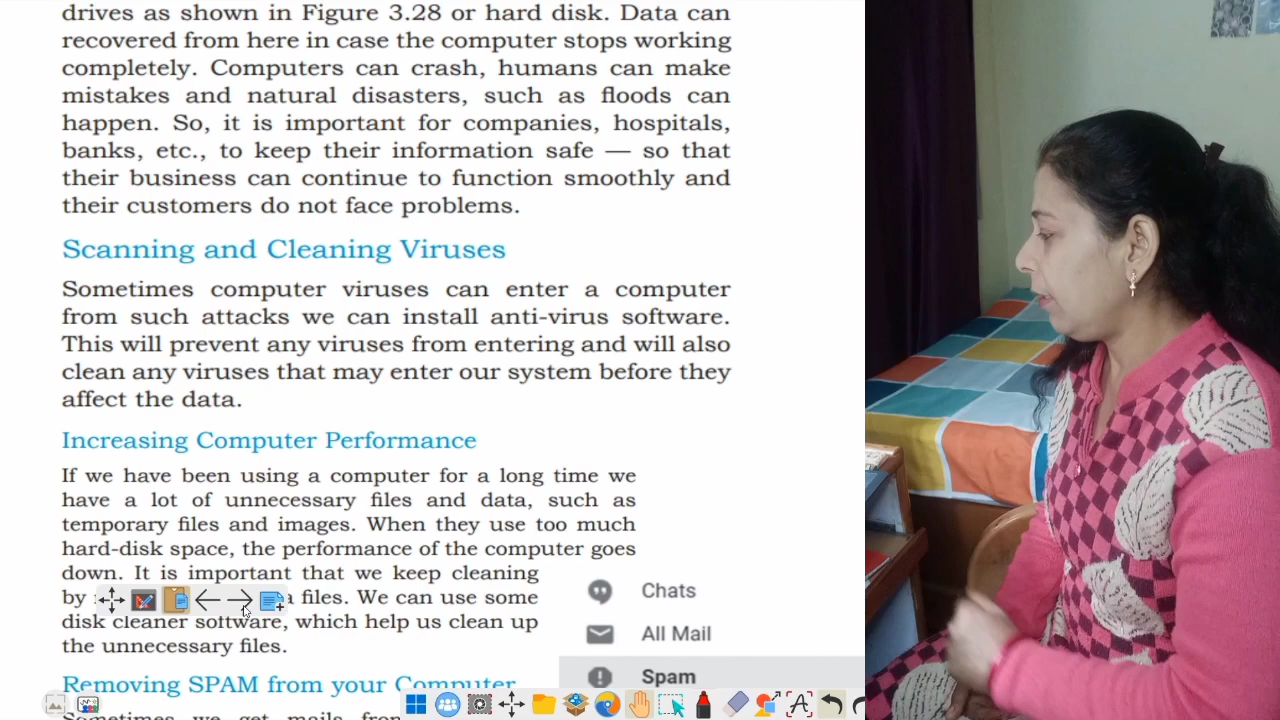 drives as shown in Figure 3.28 or hard disk. Data can
recovered from here in case the computer stops working
completely. Computers can crash, humans can make
mistakes and natural disasters, such as floods can
happen. So, it is important for companies, hospitals,
banks, etc., to keep their information safe — so that
their business can continue to function smoothly and
their customers do not face problems.
Scanning and Cleaning Viruses
Sometimes computer viruses can enter a computer
from such attacks we can install anti-virus software.
This will prevent any viruses from entering and will also
clean any viruses that may enter our system before they
affect the data.
Increasing Computer Performance
If we have been using a computer for a long time we
have a lot of unnecessary files and data, such as
temporary files and images. When they use too much
hard-disk space, the performance of the computer goes
down. It is important that we keep cleaning
by files. We can use some
disk cleaner software, which help us clean up
the unnecessary files.
Removing SPAM from your Computer
Sometimes we get mails from
Chats
All Mail
Spam